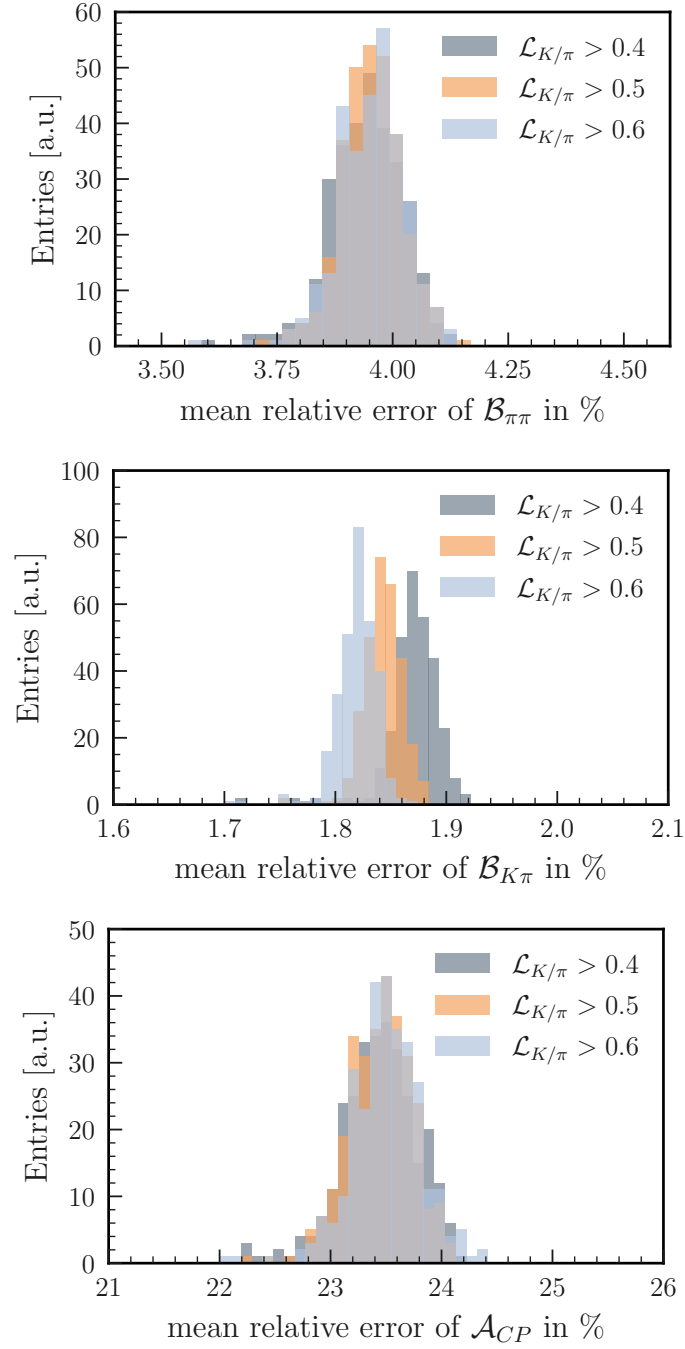 60
50
40
30
20
10
0
Entries [a.u.]
ℒ_{K/π} > 0.4
ℒ_{K/π} > 0.5
ℒ_{K/π} > 0.6
3.50 3.75 4.00 4.25 4.50
mean relative error of ℬ_{ππ} in %
100
80
60
40
20
0
Entries [a.u.]
ℒ_{K/π} > 0.4
ℒ_{K/π} > 0.5
ℒ_{K/π} > 0.6
1.6 1.7 1.8 1.9 2.0 2.1
mean relative error of ℬ_{Kπ} in %
50
40
30
20
10
0
Entries [a.u.]
ℒ_{K/π} > 0.4
ℒ_{K/π} > 0.5
ℒ_{K/π} > 0.6
21 22 23 24 25 26
mean relative error of 𝒜_{CP} in %